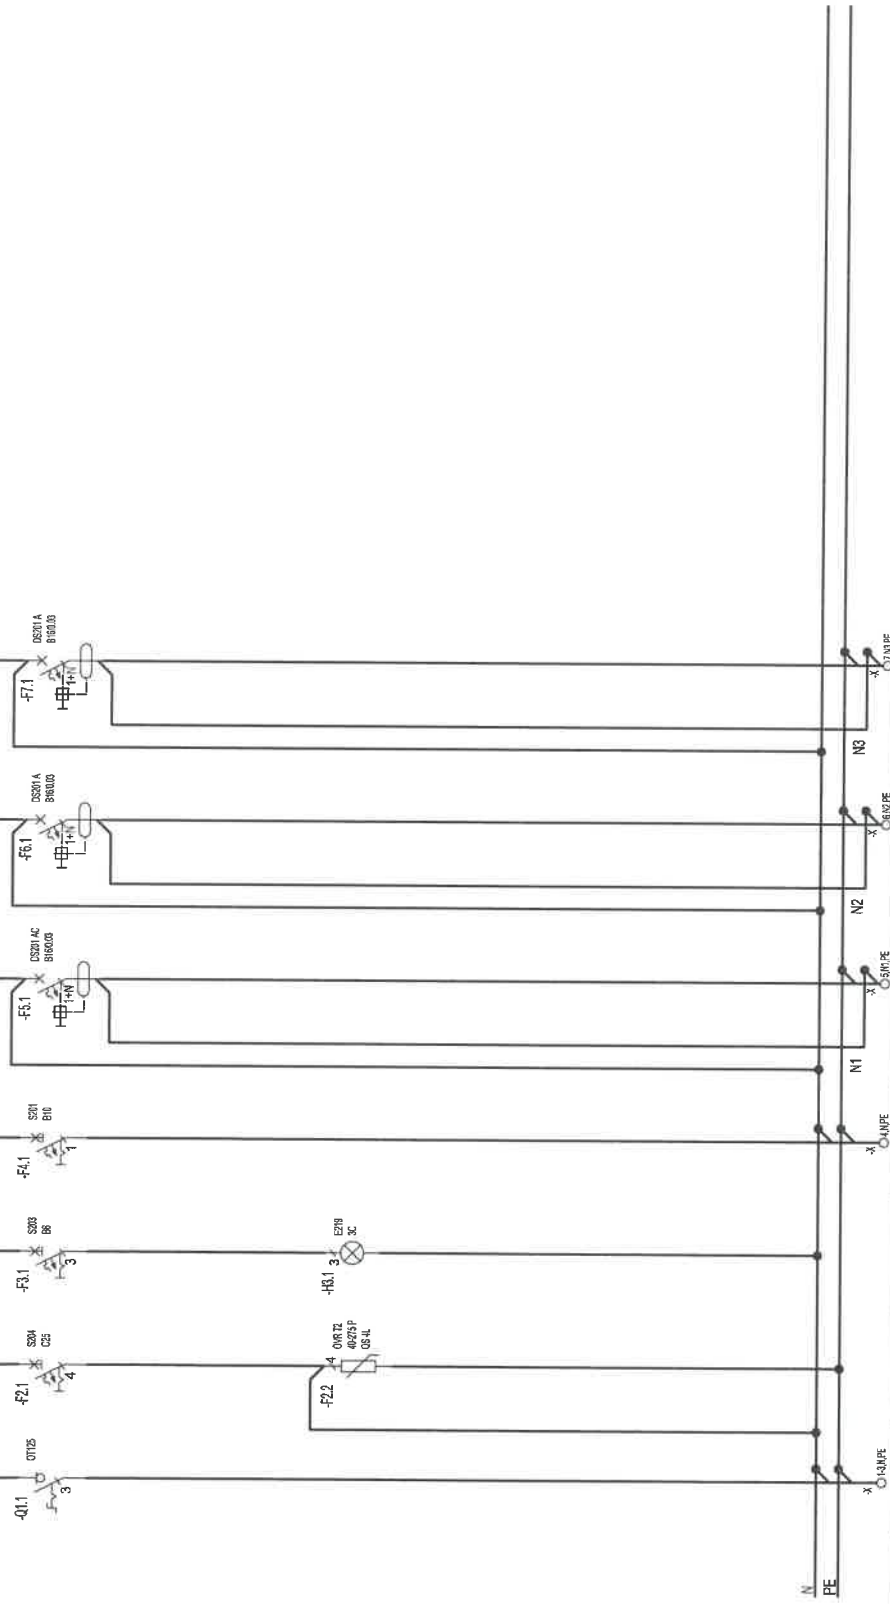 -Q1.1
OT125
3
-F2.1
S204
C25
4
-F3.1
S203
B6
3
-F4.1
S201
B10
1
-F5.1
DS201 AC
B16/0.03
1+N
-F6.1
DS201 A
B16/0.03
1+N
-F7.1
DS201 A
B16/0.03
1+N
-F2.2
4
OVR T2
40-275 P
QS 4L
-H3.1
3
E219
3C
N
PE
N1
N2
N3
-X
1-3,N,PE
-X
4,N,PE
-X
5,N1,PE
-X
6,N2,PE
-X
7,N3,PE